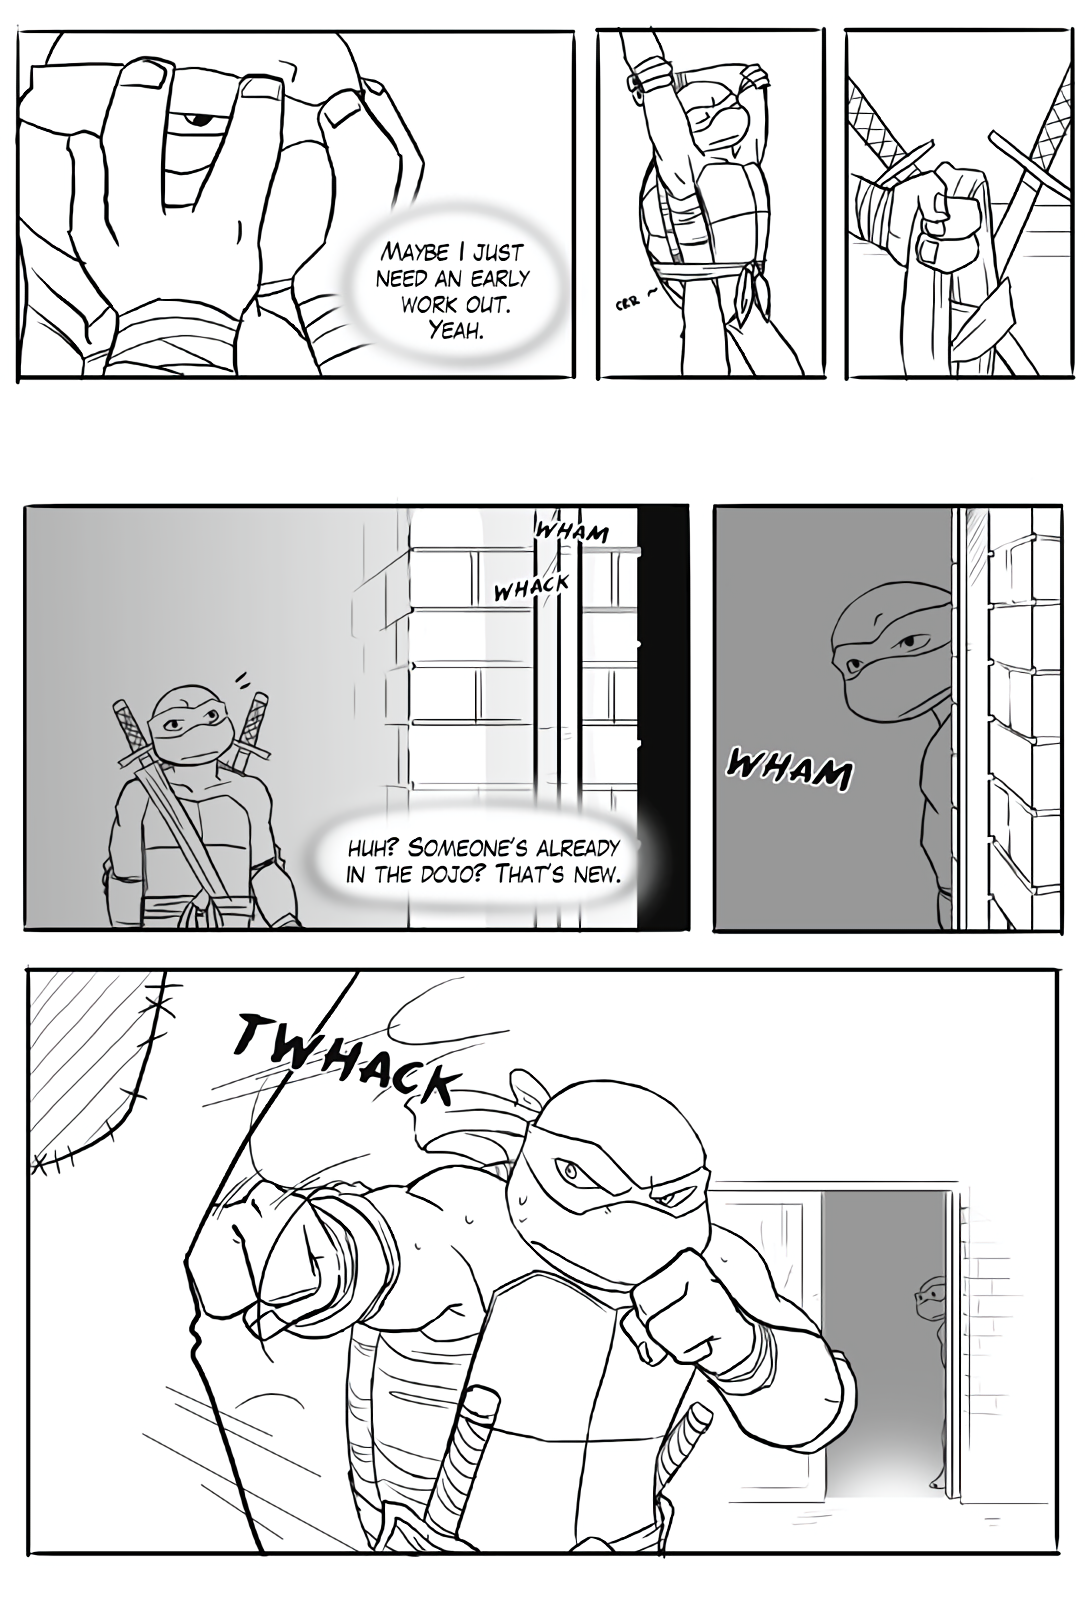 MAYBE I JUST
NEED AN EARLY
WORK OUT.
YEAH.
CRR ~
WHAM
WHACK
HUH? SOMEONE'S ALREADY
IN THE DOJO? THAT'S NEW.
WHAM
TWHACK